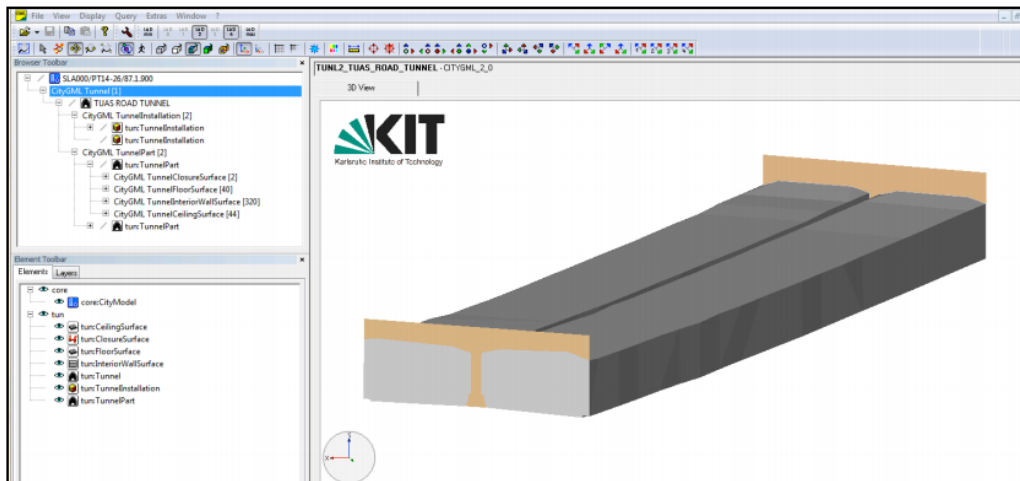 File View Display Query Extras Window ?
Browser Toolbar
SLA000/PT14-26/87.1.900
CityGML Tunnel [1]
TUAS ROAD TUNNEL
CityGML TunnelInstallation [2]
tun:TunnelInstallation
tun:TunnelInstallation
CityGML TunnelPart [2]
tun:TunnelPart
CityGML TunnelClosureSurface [2]
CityGML TunnelFloorSurface [40]
CityGML TunnelInteriorWallSurface [320]
CityGML TunnelCeilingSurface [44]
tun:TunnelPart
Element Toolbar
Elements Layers
core
core:CityModel
tun
tun:CeilingSurface
tun:ClosureSurface
tun:FloorSurface
tun:InteriorWallSurface
tun:Tunnel
tun:TunnelInstallation
tun:TunnelPart
TUNL2_TUAS_ROAD_TUNNEL - CITYGML_2_0
3D View
KIT
Karlsruhe Institute of Technology
X